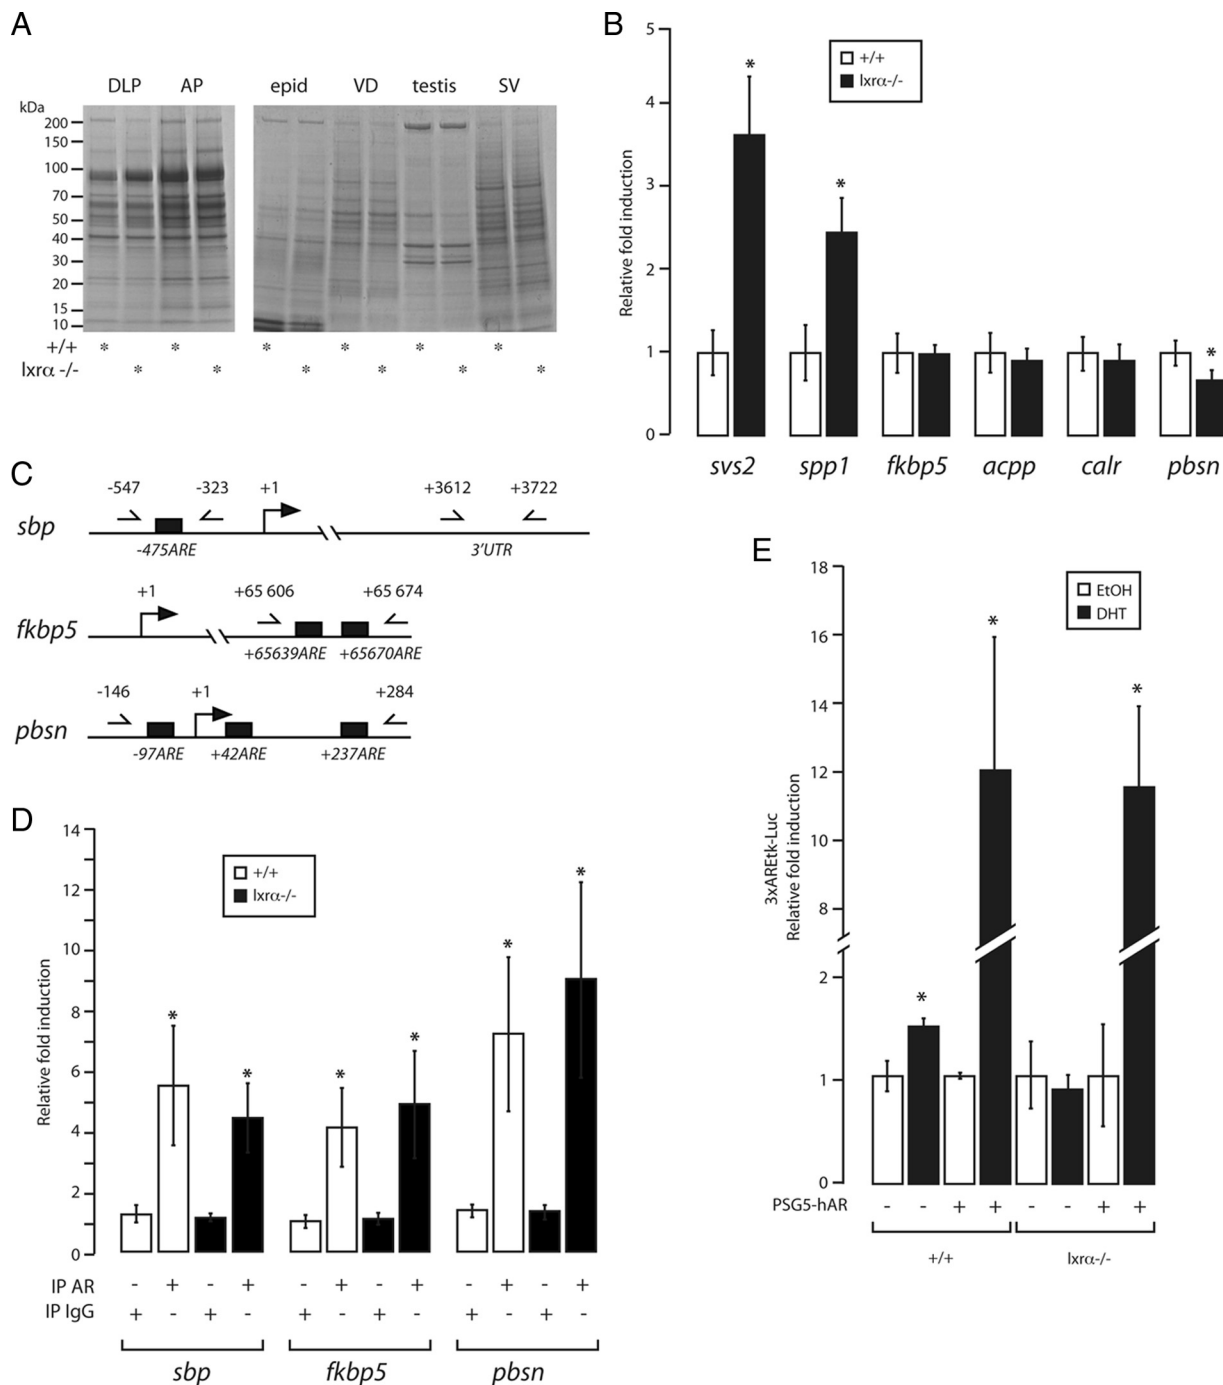 A
DLP AP epid VD testis SV
kDa
200
150
100
70
50
40
30
20
15
10
+/+ * * * * * *
lxrα -/- * * * * * *
B
5
4
3
2
1
0
Relative fold induction
+/+
lxrα-/-
* * *
svs2 spp1 fkbp5 acpp calr pbsn
C
-547 -323 +1 +3612 +3722
sbp
-475ARE 3'UTR
+1 +65 606 +65 674
fkbp5
+65639ARE +65670ARE
-146 +1 +284
pbsn
-97ARE +42ARE +237ARE
D
14
12
10
8
6
4
2
0
Relative fold induction
+/+
lxrα-/-
* * * * * *
IP AR - + - + - + - + - + - +
IP IgG + - + - + - + - + - + -
sbp fkbp5 pbsn
E
18
16
14
12
10
8
2
1
0
3xAREtk-Luc
Relative fold induction
EtOH
DHT
* * *
PSG5-hAR - - + + - - + +
+/+ lxrα-/-